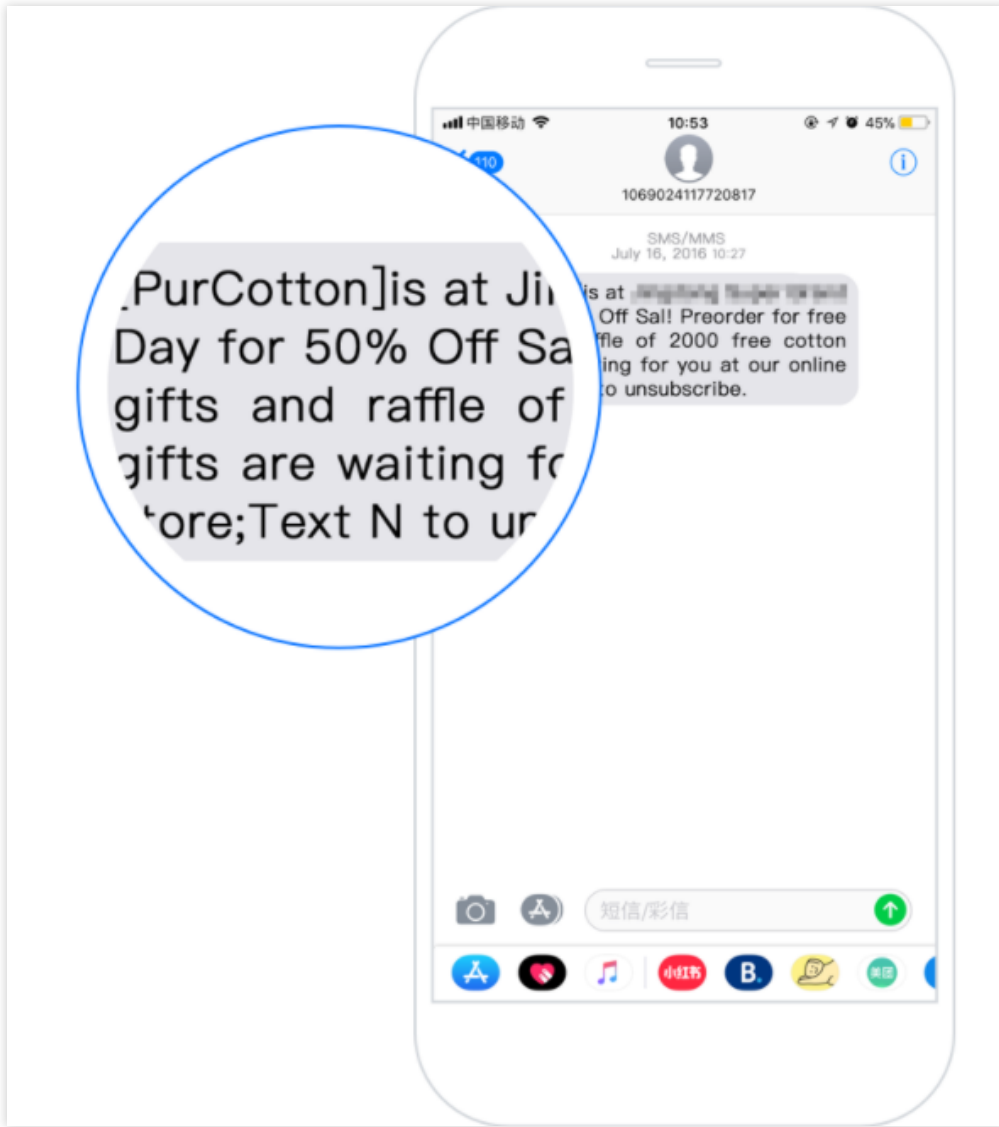 中国移动
10:53
45%
110
1069024117720817
SMS/MMS
July 16, 2016 10:27
[PurCotton]is at Ji
Day for 50% Off Sa
gifts and raffle of
gifts are waiting fo
tore;Text N to un
is at
Off Sal! Preorder for free
ffle of 2000 free cotton
ing for you at our online
to unsubscribe.
短信/彩信
小红书
B.
美团